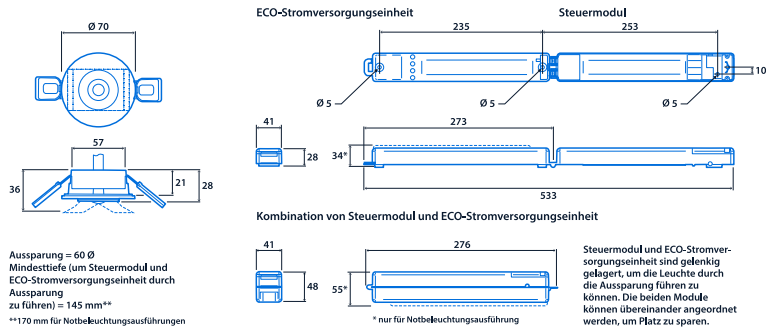 ECO-Stromversorgungseinheit
Steuermodul
Ø 70
235
253
10
Ø 5
Ø 5
Ø 5
57
36
21
28
41
28
34*
273
533
Kombination von Steuermodul und ECO-Stromversorgungseinheit
41
48
276
55*
* nur für Notbeleuchtungsausführung
Aussparung = 60 Ø
Mindesttiefe (um Steuermodul und
ECO-Stromversorgungseinheit durch
Aussparung
zu führen) = 145 mm**
**170 mm für Notbeleuchtungsausführungen
Steuermodul und ECO-Stromver-
sorgungseinheit sind gelenkig
gelagert, um die Leuchte durch
die Aussparung führen zu
können. Die beiden Module
können übereinander angeordnet
werden, um Platz zu sparen.